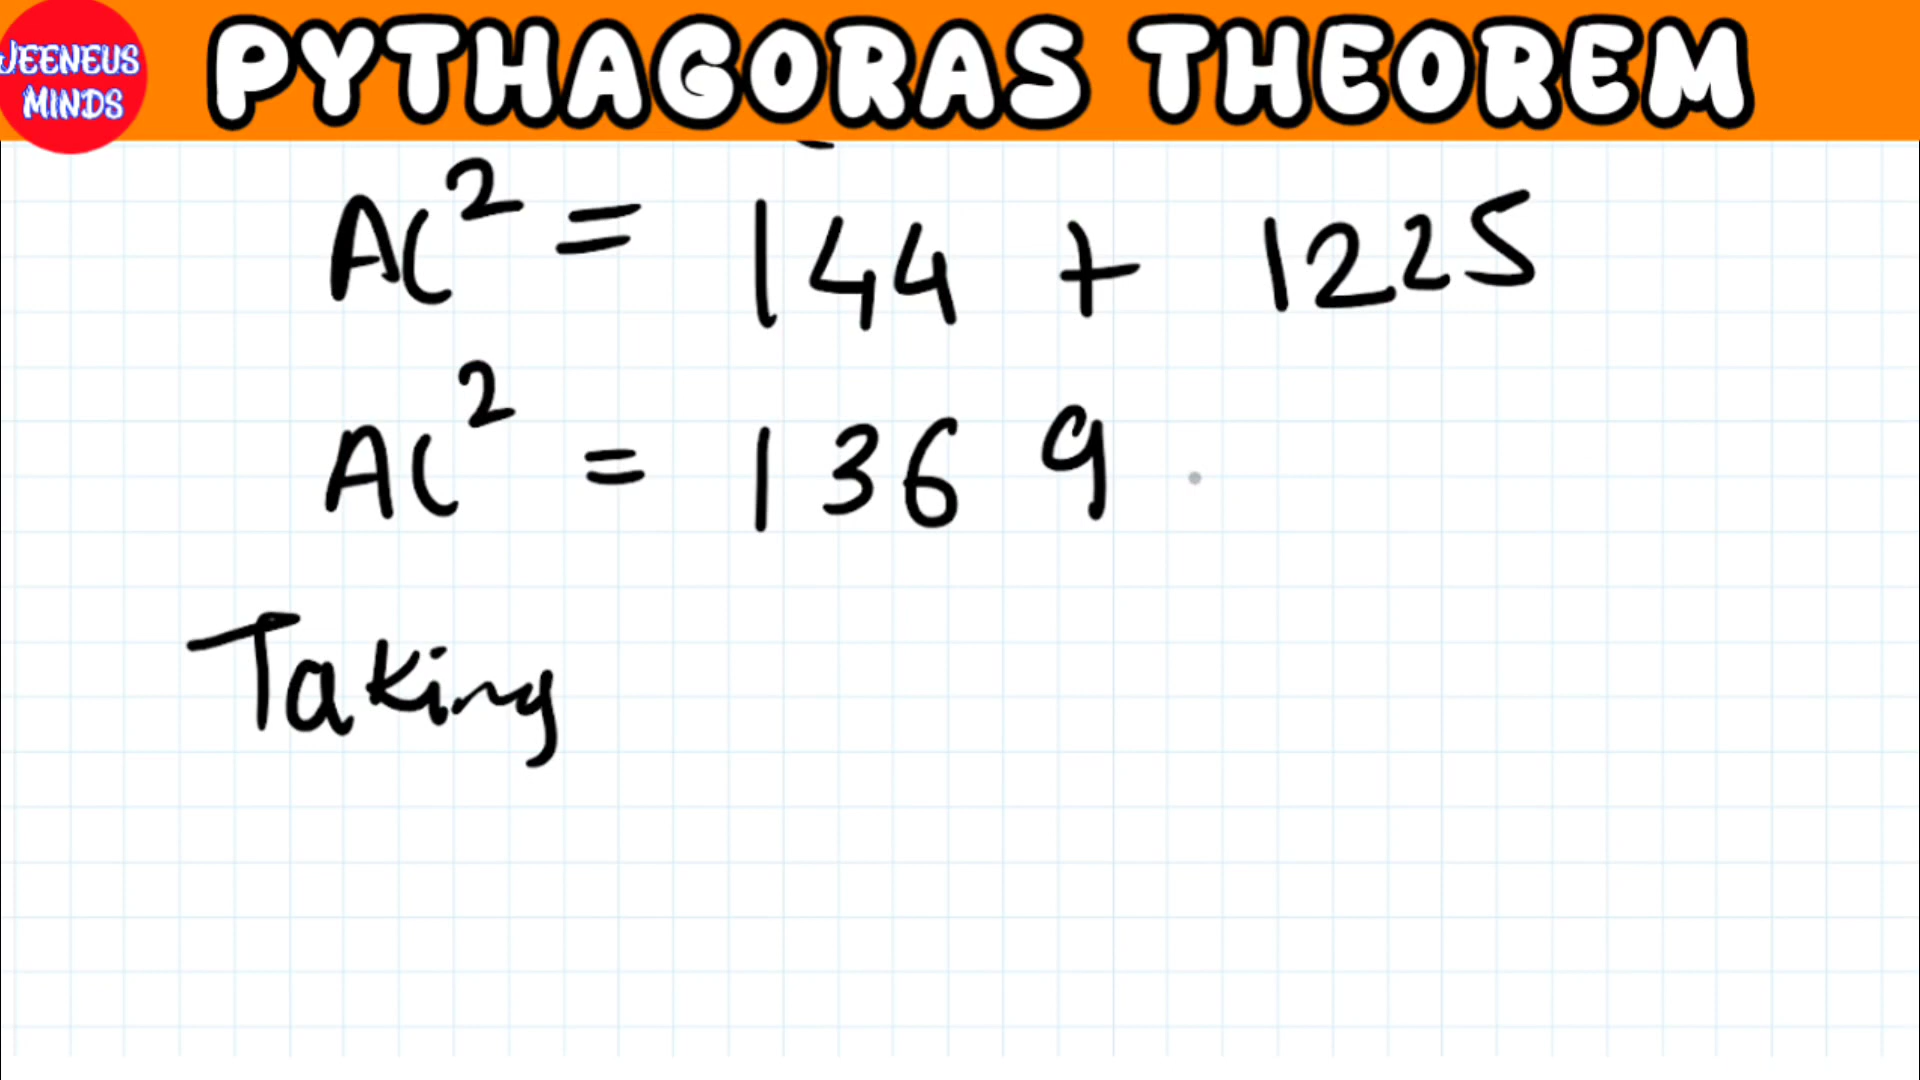 JEENEUS
MINDS
PYTHAGORAS THEOREM
AC² = 144 + 1225
AC² = 1369
Taking